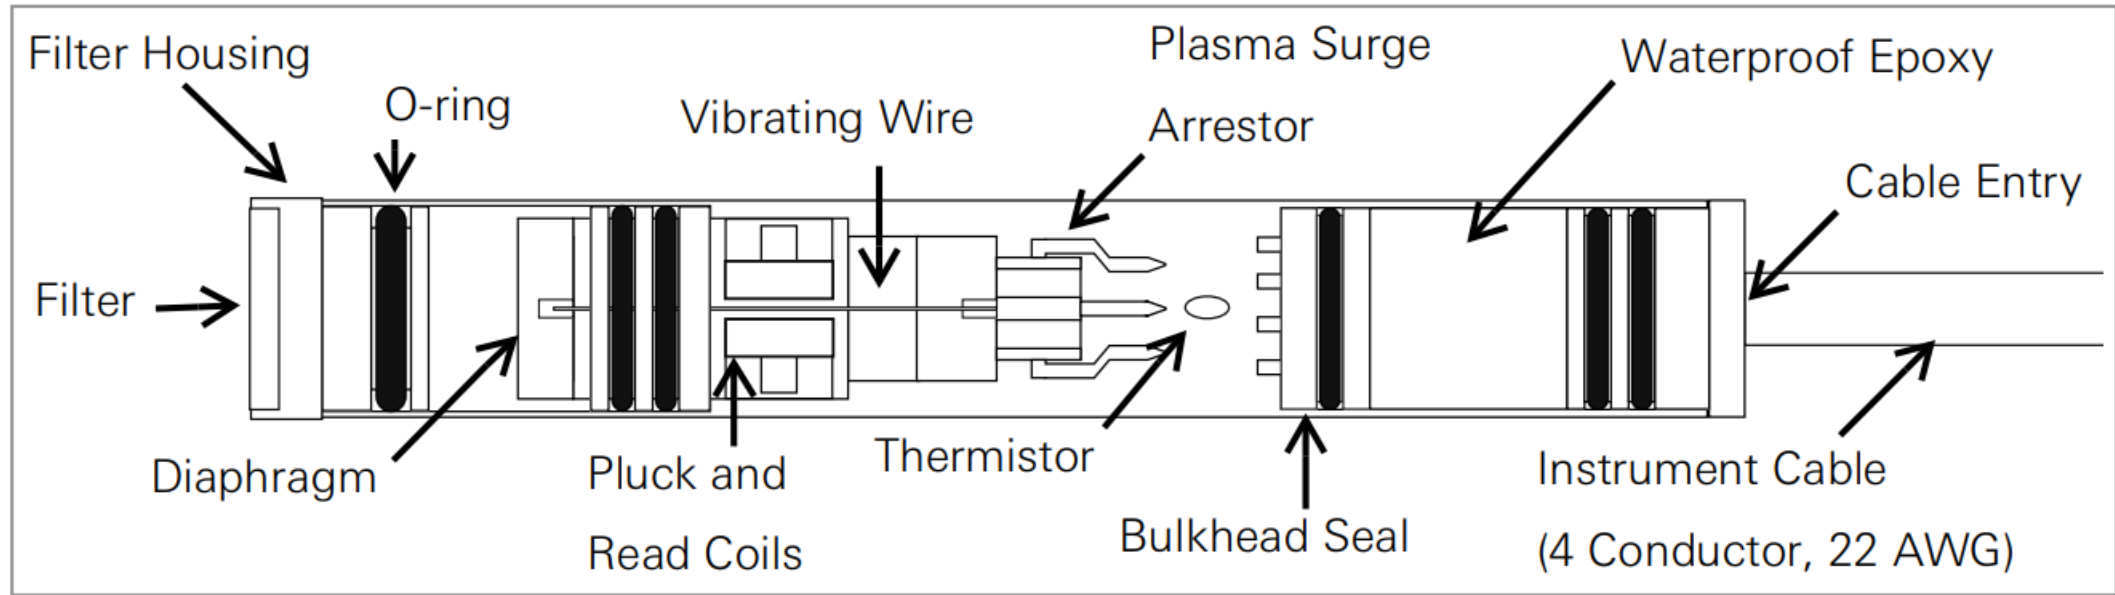 Filter Housing
O-ring
Vibrating Wire
Plasma Surge
Arrestor
Waterproof Epoxy
Cable Entry
Filter
Diaphragm
Pluck and
Read Coils
Thermistor
Bulkhead Seal
Instrument Cable
(4 Conductor, 22 AWG)